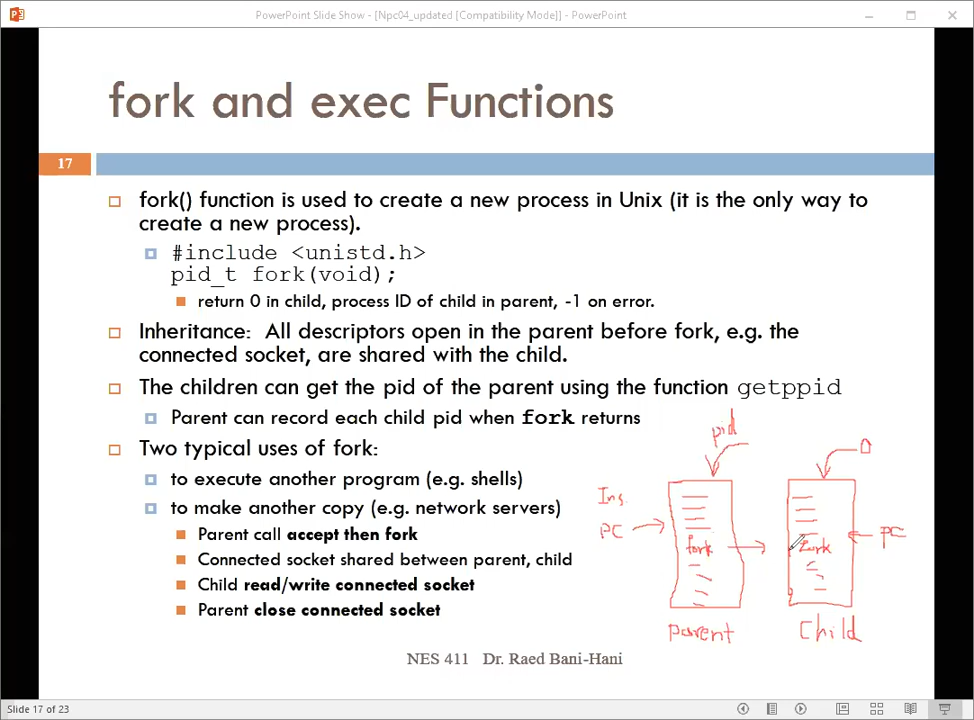 PowerPoint Slide Show - [Npc04_updated [Compatibility Mode]] - PowerPoint
fork and exec Functions
17
fork() function is used to create a new process in Unix (it is the only way to
create a new process).
#include <unistd.h>
pid_t fork(void);
return 0 in child, process ID of child in parent, -1 on error.
Inheritance: All descriptors open in the parent before fork, e.g. the
connected socket, are shared with the child.
The children can get the pid of the parent using the function getppid
Parent can record each child pid when fork returns
Two typical uses of fork:
to execute another program (e.g. shells)
to make another copy (e.g. network servers)
Parent call accept then fork
Connected socket shared between parent, child
Child read/write connected socket
Parent close connected socket
pid
0
Ins.
PC
fork
fork
PC
parent
Child
NES 411 Dr. Raed Bani-Hani
Slide 17 of 23